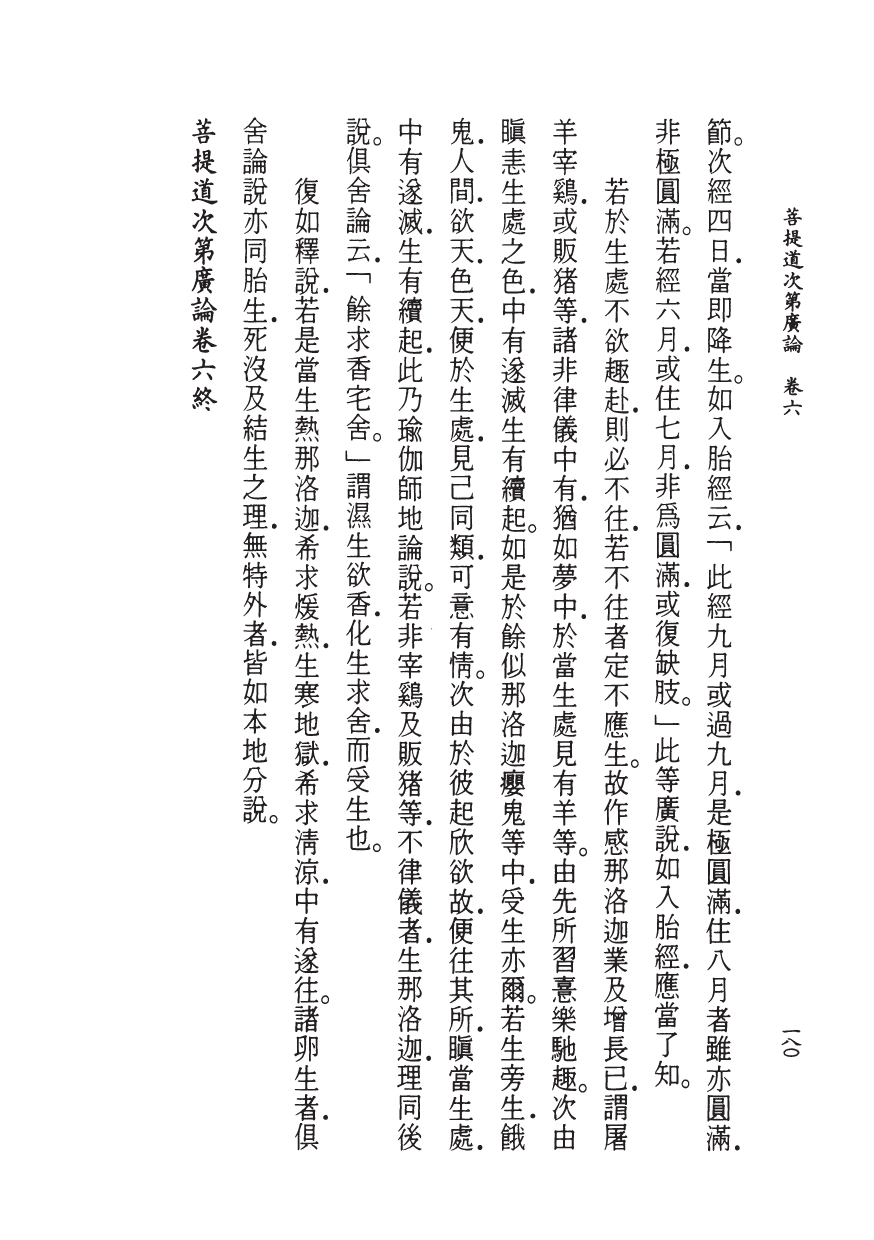 菩提道次第廣論　卷六
一八〇
節。次經四日．當即降生。如入胎經云．「此經九月或過九月．是極圓滿．住八月者雖亦圓滿．
非極圓滿。若經六月．或住七月．非爲圓滿．或復缺肢。」此等廣說．如入胎經．應當了知。
若於生處不欲趣赴．則必不往．若不往者定不應生。故作感那洛迦業及增長已．謂屠
羊宰鷄．或販猪等．諸非律儀中有．猶如夢中．於當生處見有羊等。由先所習憙樂馳趣。次由
瞋恚生處之色．中有遂滅生有續起。如是於餘似那洛迦癭鬼等中．受生亦爾。若生旁生．餓
鬼．人間．欲天．色天．便於生處．見己同類．可意有情。次由於彼起欣欲故．便往其所．瞋當生處．
中有遂滅．生有續起．此乃瑜伽師地論說。若非宰鷄及販猪等．不律儀者．生那洛迦．理同後
說。俱舍論云．「餘求香宅舍。」謂濕生欲香．化生求舍．而受生也。
復如釋說．若是當生熱那洛迦．希求煖熱．生寒地獄．希求淸涼．中有遂往。諸卵生者．俱
舍論說亦同胎生．死沒及結生之理．無特外者．皆如本地分說。
菩提道次第廣論卷六終